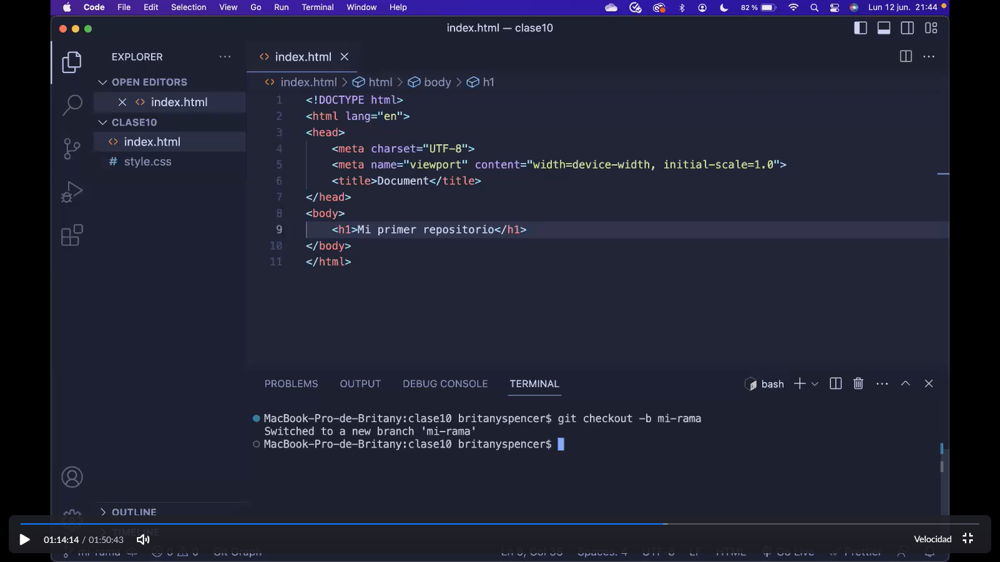 Code File Edit Selection View Go Run Terminal Window Help 82 % Lun 12 jun. 21:44
index.html — clase10
EXPLORER
index.html
OPEN EDITORS
index.html > html > body > h1
index.html
CLASE10
index.html
style.css
1 <!DOCTYPE html>
2 <html lang="en">
3 <head>
4 <meta charset="UTF-8">
5 <meta name="viewport" content="width=device-width, initial-scale=1.0">
6 <title>Document</title>
7 </head>
8 <body>
9 <h1>Mi primer repositorio</h1>
10 </body>
11 </html>
PROBLEMS OUTPUT DEBUG CONSOLE TERMINAL bash
MacBook-Pro-de-Britany:clase10 britanyspencer$ git checkout -b mi-rama
Switched to a new branch 'mi-rama'
MacBook-Pro-de-Britany:clase10 britanyspencer$
OUTLINE
TIMELINE
01:14:14 / 01:50:43 Velocidad
mi-rama 0 0 Git Graph Ln 9, Col 35 Spaces: 4 UTF-8 LF HTML Go Live Prettier